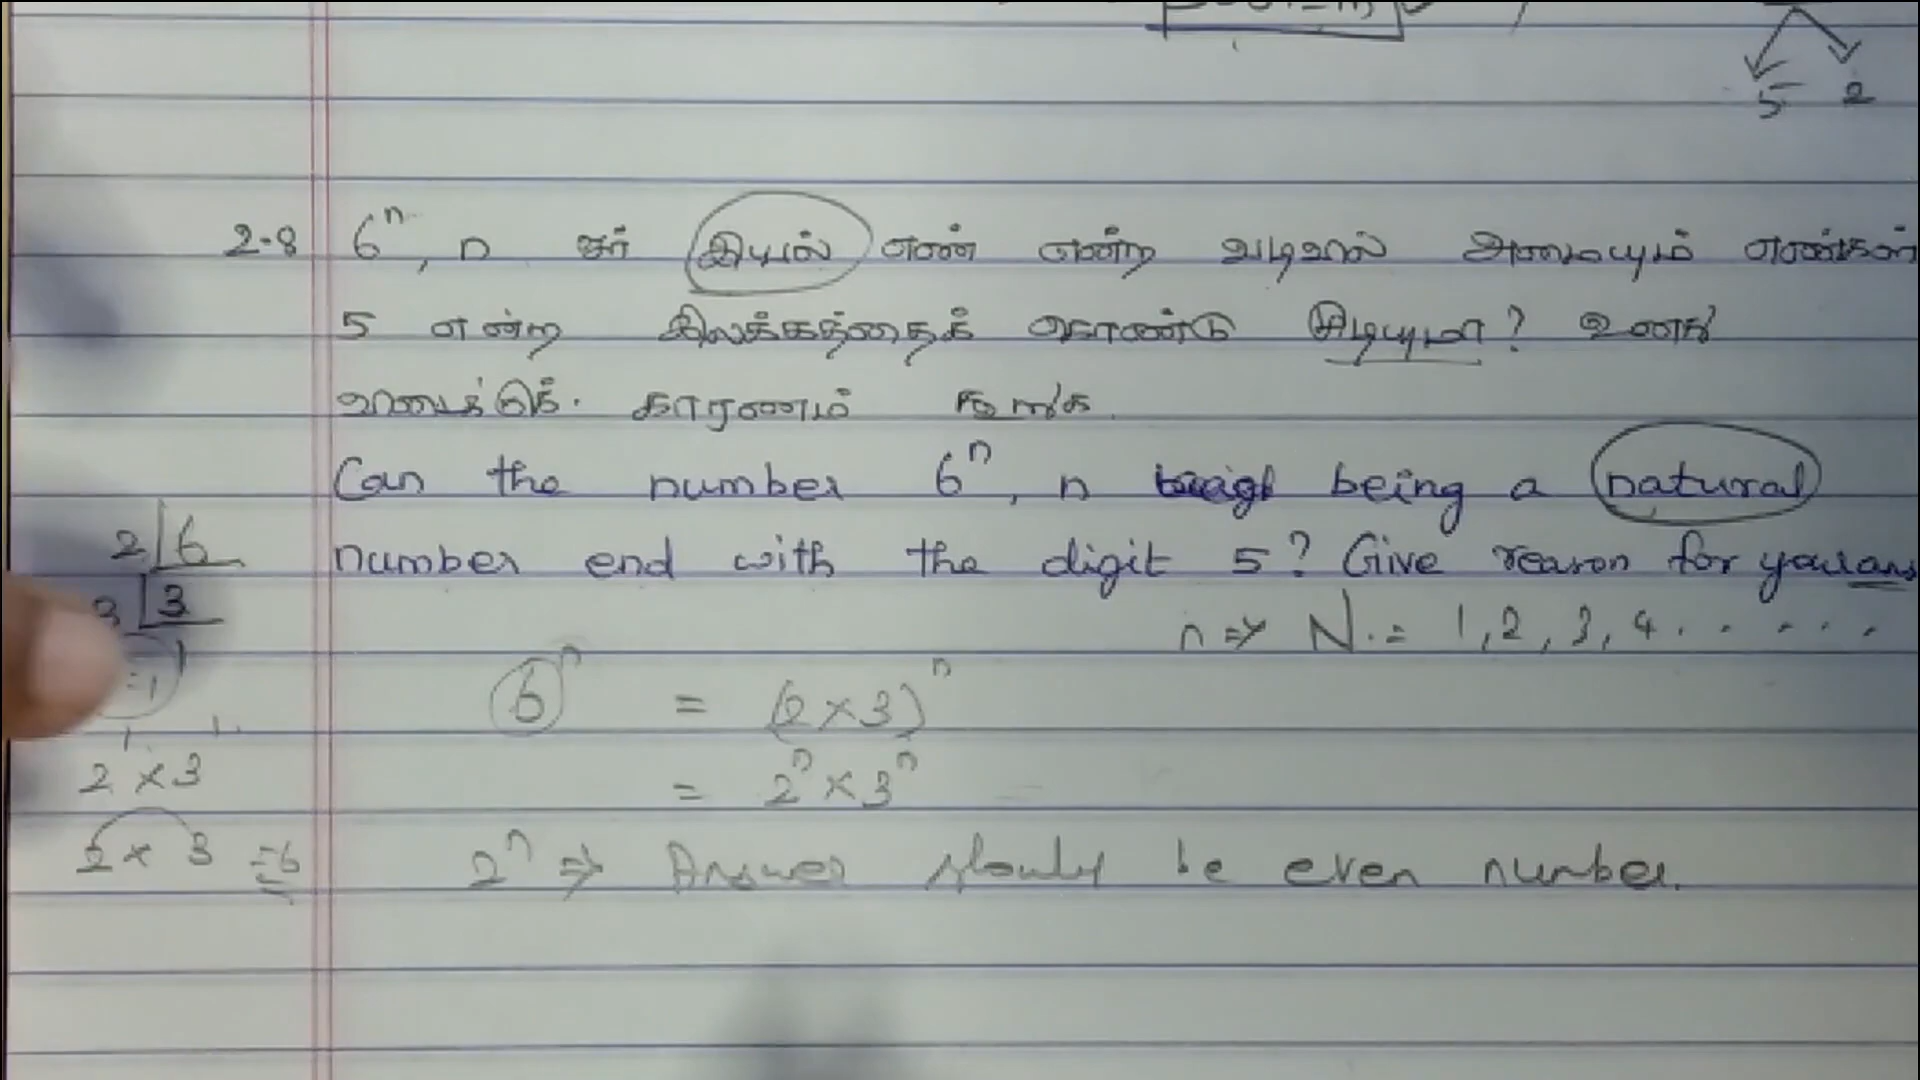 5 2
2.8 6ⁿ, n ஓர் இயல் எண் என்ற வடிவில் அமையும் எண்கள்
5 என்ற இலக்கத்தைக் கொண்டு முடியுமா? உனது
விடைக்கு காரணம் கூறுக.
Can the number 6ⁿ, n being a natural
number end with the digit 5? Give reason for your ans
n ⇒ N = 1, 2, 3, 4 . . . . .
2 | 6
3 | 3
1
6ⁿ = (2 × 3)ⁿ
2 × 3
= 2ⁿ × 3ⁿ
2 × 3 = 6
2ⁿ ⇒ Answer be even number.